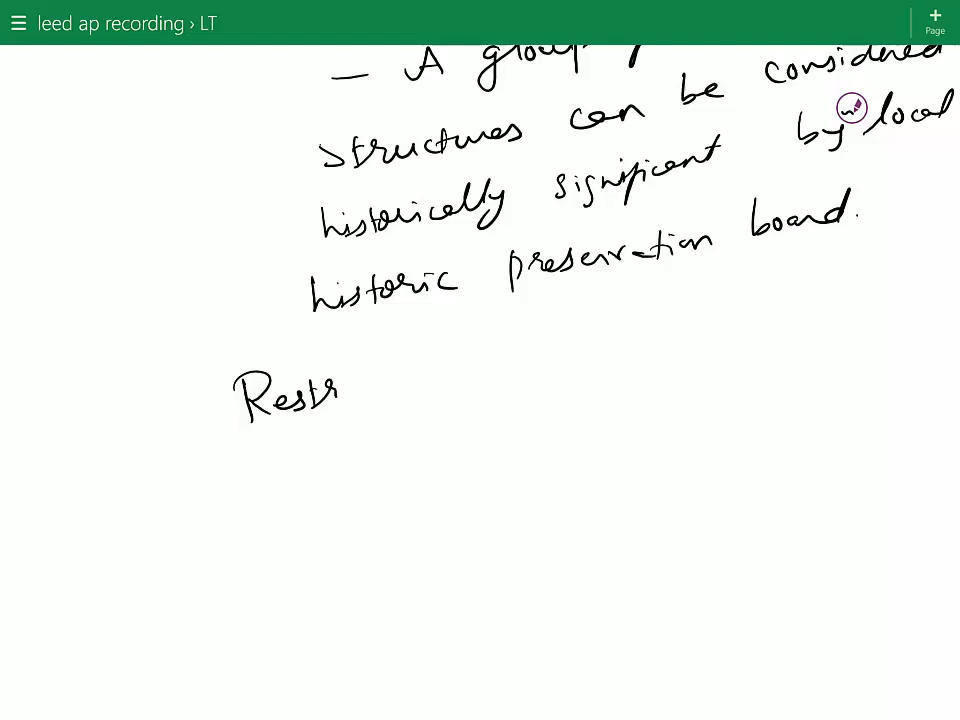 leed ap recording › LT
Page
– A group
structures can be considered
historically significant by local
historic preservation board.
Restr